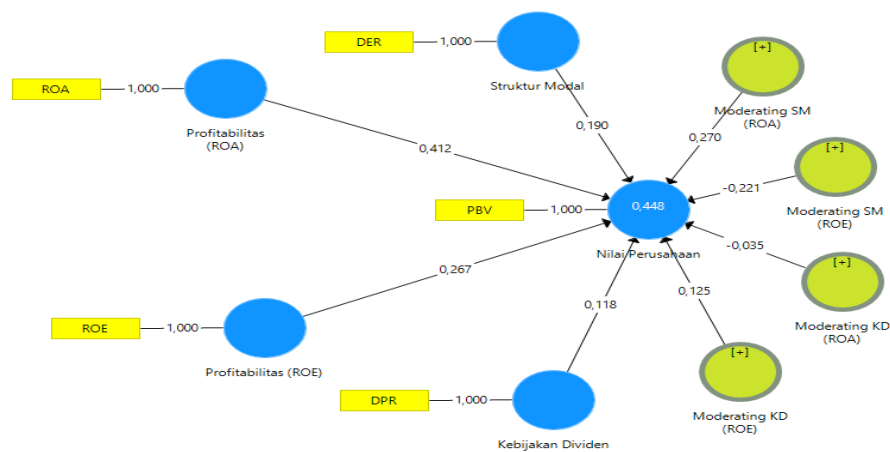 DER
1,000
Struktur Modal
[+]
Moderating SM
(ROA)
ROA
1,000
Profitabilitas
(ROA)
0,412
0,190
0,270
[+]
Moderating SM
(ROE)
-0,221
PBV
1,000
0,448
Nilai Perusahaan
-0,035
[+]
Moderating KD
(ROA)
0,267
0,118
0,125
ROE
1,000
Profitabilitas (ROE)
[+]
Moderating KD
(ROE)
DPR
1,000
Kebijakan Dividen